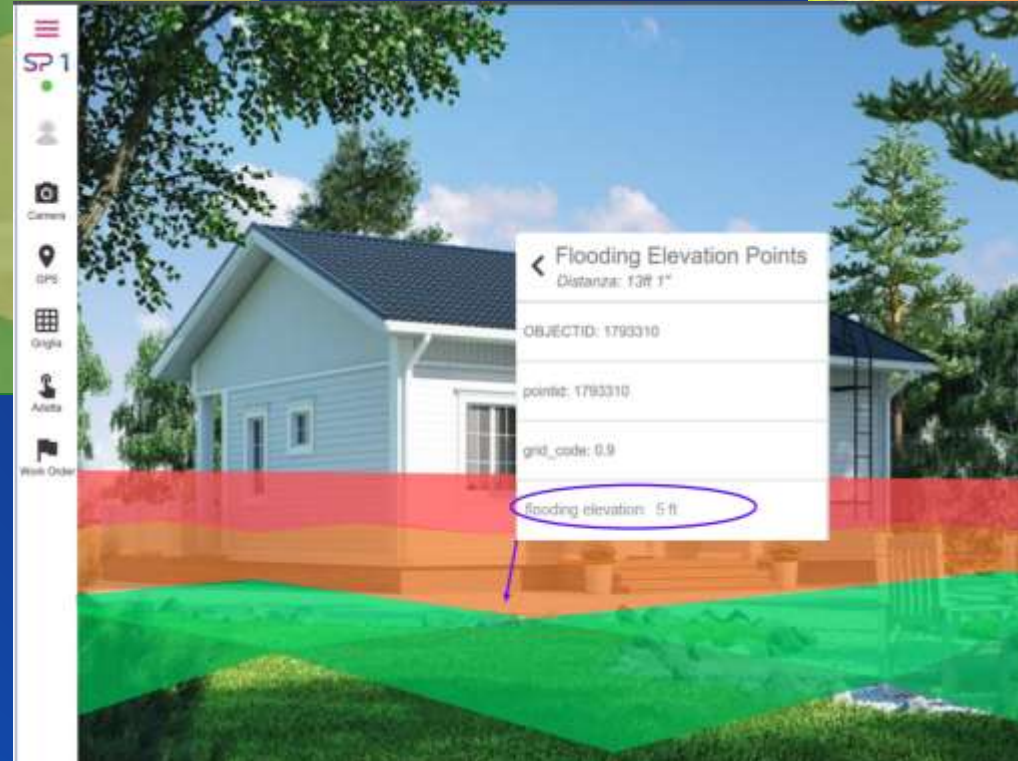 SP 1
Camera
GPS
Griglia
Work Order
Flooding Elevation Points
Distanza: 13ft 1"
OBJECTID: 1793310
pointid: 1793310
grid_code: 0.9
flooding elevation: 5 ft